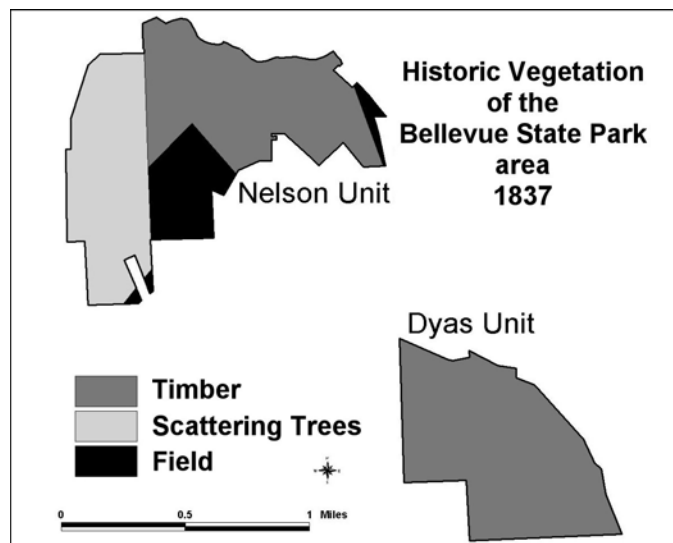 Historic Vegetation
of the
Bellevue State Park
area
1837
Nelson Unit
Dyas Unit
Timber
Scattering Trees
Field
0 0.5 1 Miles